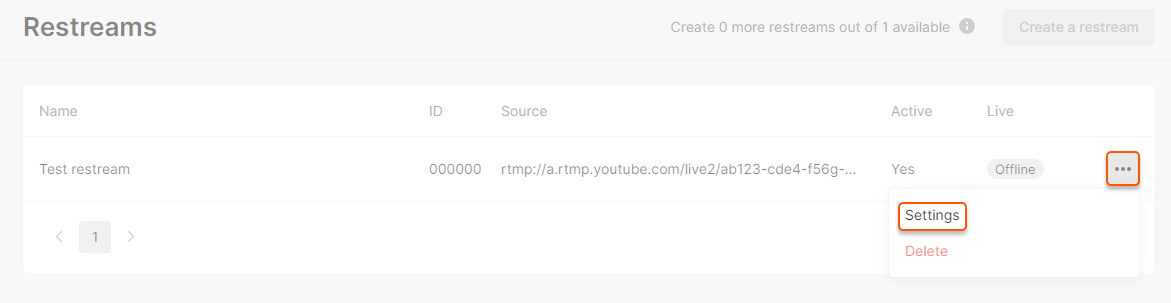 Restreams
Create 0 more restreams out of 1 available
Create a restream
Name ID Source Active Live
Test restream 000000 rtmp://a.rtmp.youtube.com/live2/ab123-cde4-f56g-... Yes Offline
Settings
1
Delete